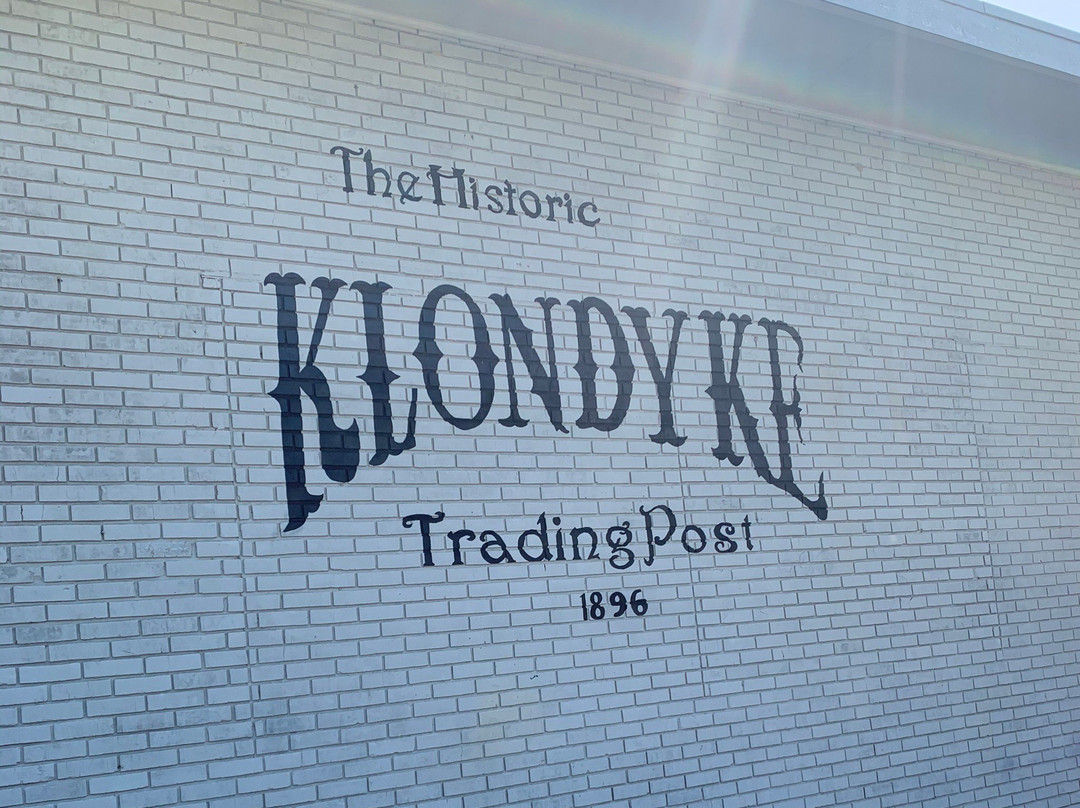 The Historic
KLONDYKE
Trading Post
1896